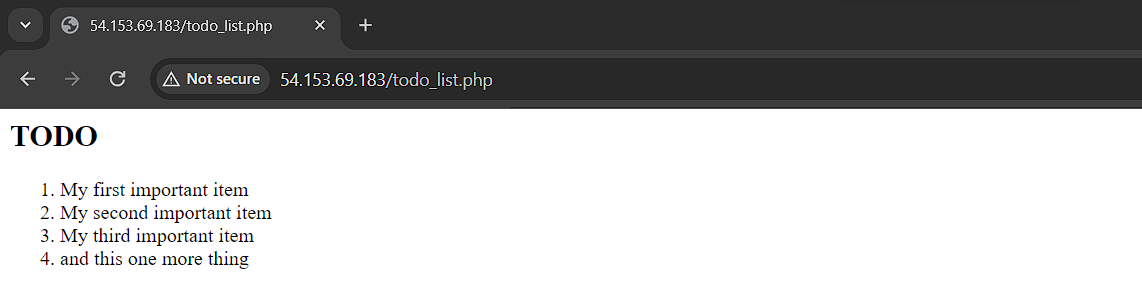 54.153.69.183/todo_list.php
Not secure 54.153.69.183/todo_list.php
TODO
1. My first important item
2. My second important item
3. My third important item
4. and this one more thing